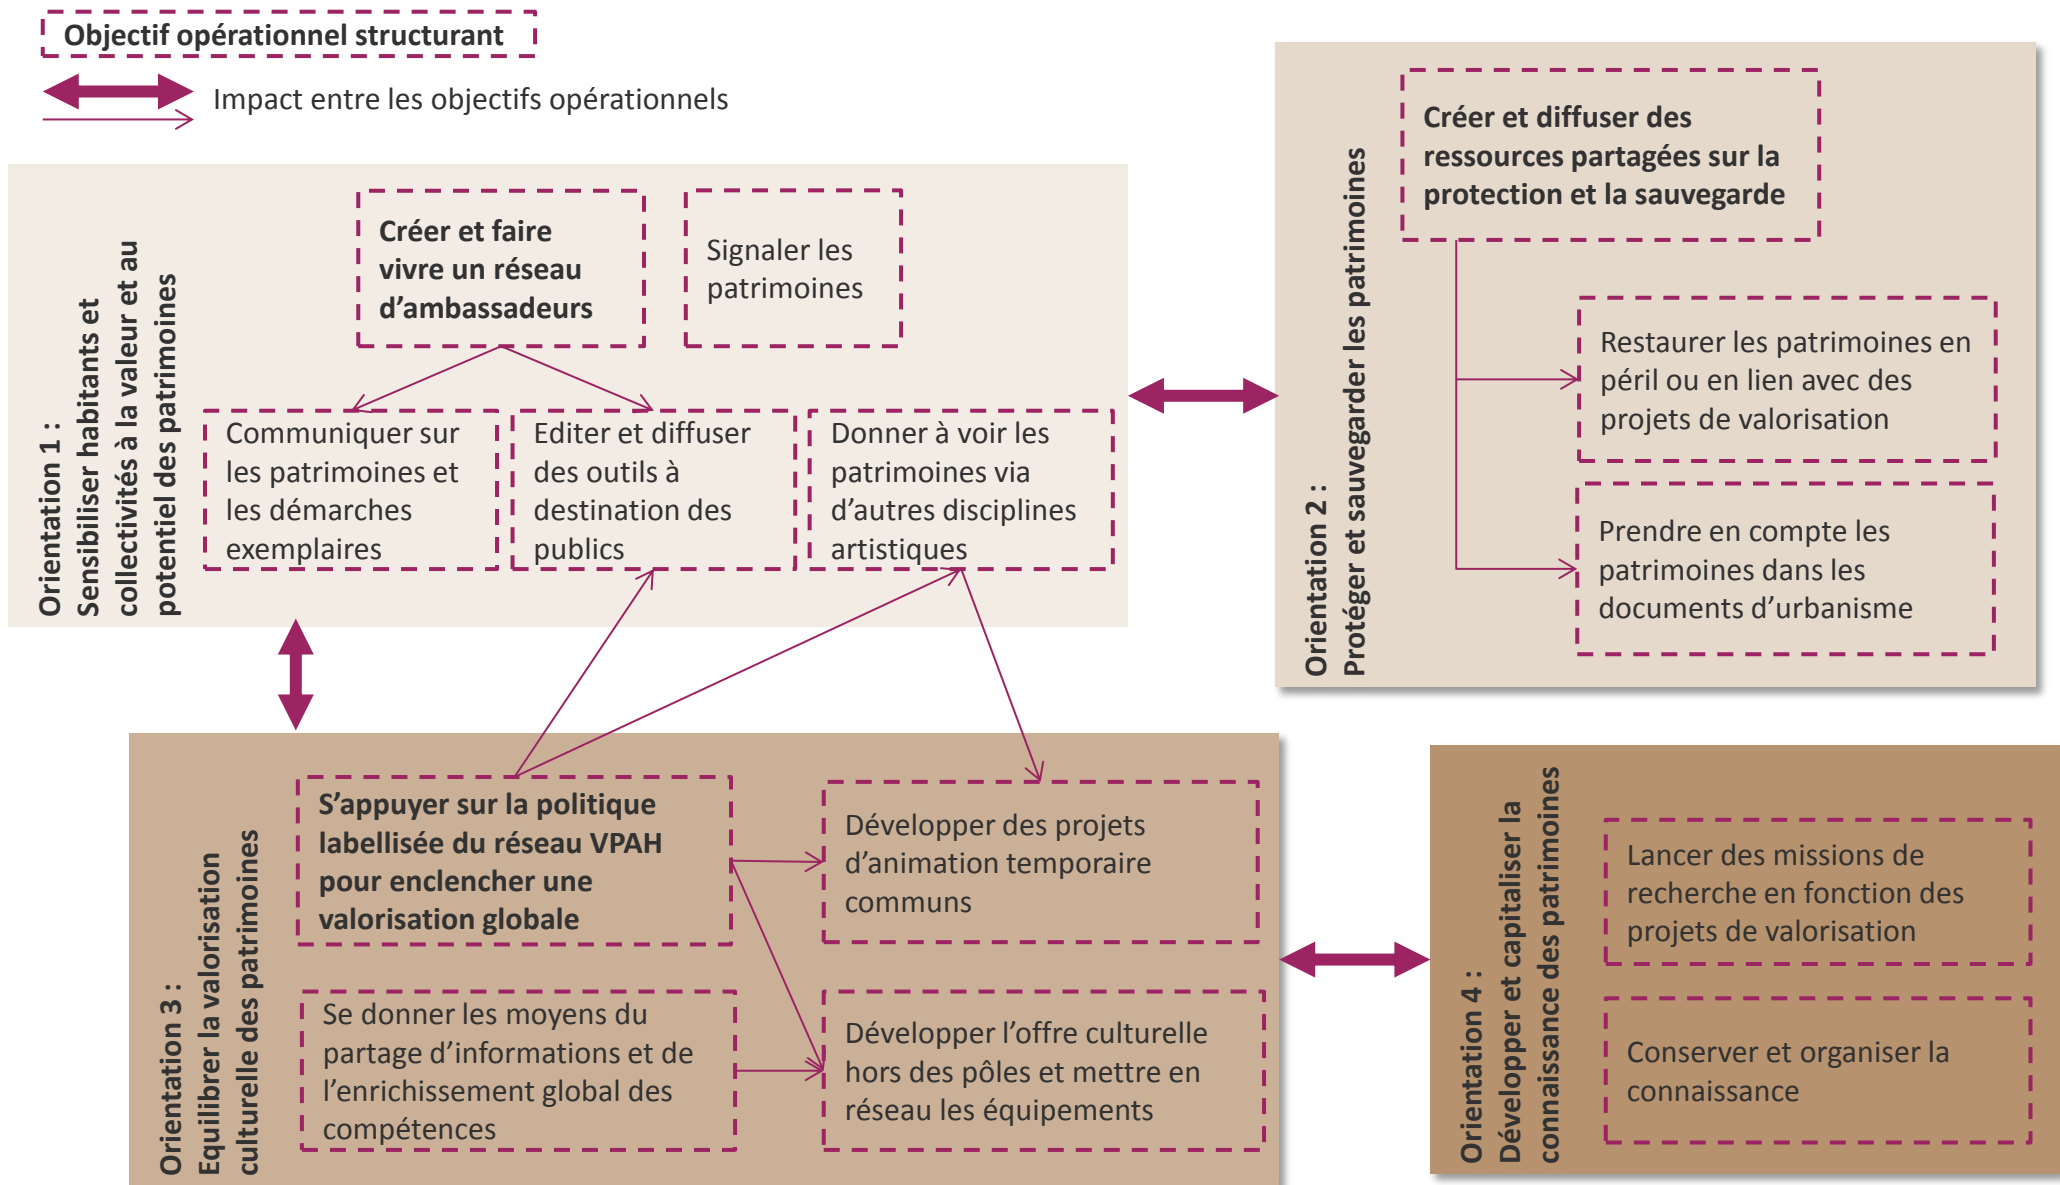 Objectif opérationnel structurant
Impact entre les objectifs opérationnels
Orientation 1 :
Sensibiliser habitants et
collectivités à la valeur et au
potentiel des patrimoines
Créer et faire
vivre un réseau
d’ambassadeurs
Signaler les
patrimoines
Communiquer sur
les patrimoines et
les démarches
exemplaires
Editer et diffuser
des outils à
destination des
publics
Donner à voir les
patrimoines via
d’autres disciplines
artistiques
Orientation 2 :
Protéger et sauvegarder les patrimoines
Créer et diffuser des
ressources partagées sur la
protection et la sauvegarde
Restaurer les patrimoines en
péril ou en lien avec des
projets de valorisation
Prendre en compte les
patrimoines dans les
documents d’urbanisme
Orientation 3 :
Equilibrer la valorisation
culturelle des patrimoines
S’appuyer sur la politique
labellisée du réseau VPAH
pour enclencher une
valorisation globale
Développer des projets
d’animation temporaire
communs
Se donner les moyens du
partage d’informations et de
l’enrichissement global des
compétences
Développer l’offre culturelle
hors des pôles et mettre en
réseau les équipements
Orientation 4 :
Développer et capitaliser la
connaissance des patrimoines
Lancer des missions de
recherche en fonction des
projets de valorisation
Conserver et organiser la
connaissance